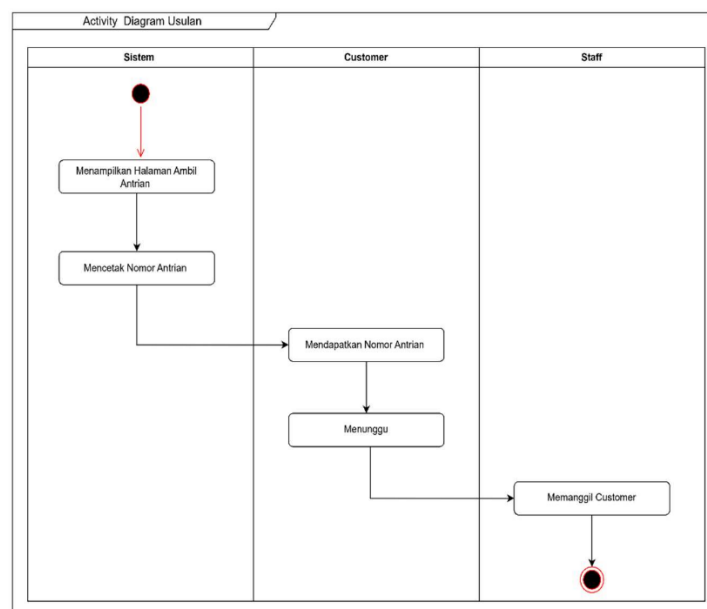 Activity Diagram Usulan
Sistem
Customer
Staff
Menampilkan Halaman Ambil
Antrian
Mencetak Nomor Antrian
Mendapatkan Nomor Antrian
Menunggu
Memanggil Customer